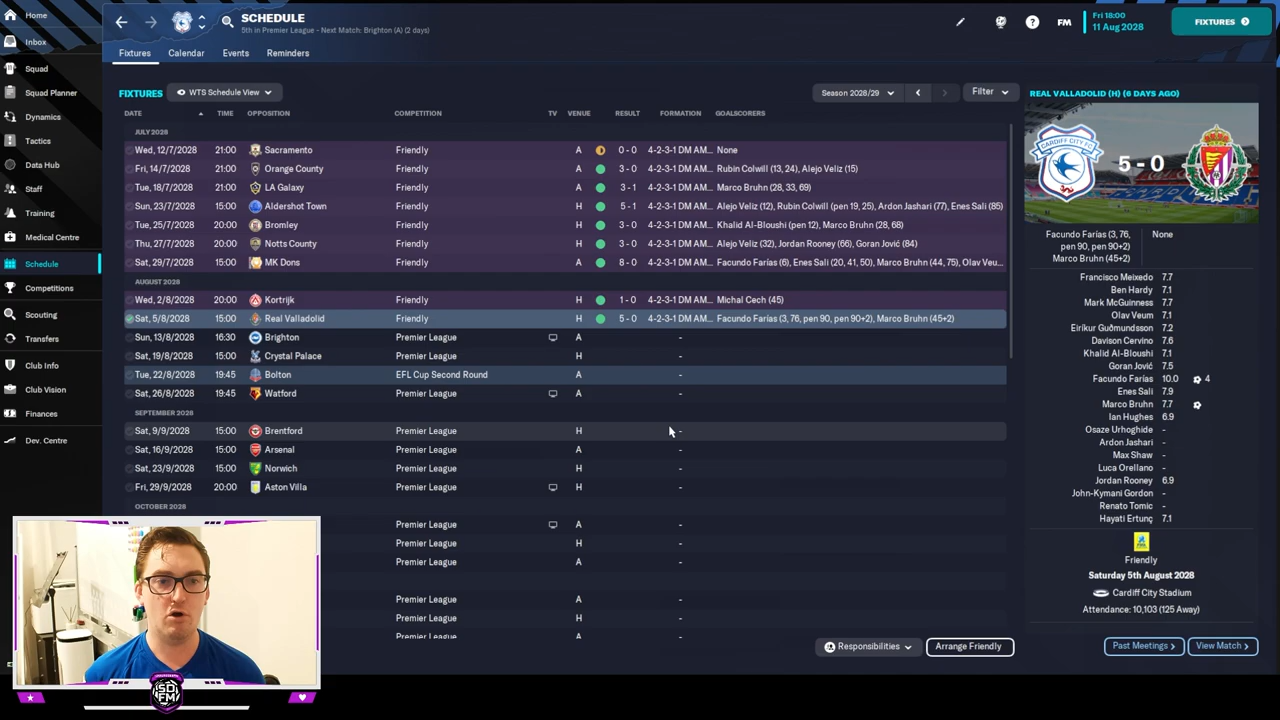 Home
Inbox
Squad
Squad Planner
Dynamics
Tactics
Data Hub
Staff
Training
Medical Centre
Schedule
Competitions
Scouting
Transfers
Club Info
Club Vision
Finances
Dev. Centre
SCHEDULE
5th in Premier League - Next Match: Brighton (A) (2 days)
FM
Fri 18:00
11 Aug 2028
FIXTURES
Fixtures Calendar Events Reminders
FIXTURES WTS Schedule View Season 2028/29 Filter
DATE TIME OPPOSITION COMPETITION TV VENUE RESULT FORMATION GOALSCORERS
JULY 2028
Wed, 12/7/2028 21:00 Sacramento Friendly A 0 - 0 4-2-3-1 DM AM... None
Fri, 14/7/2028 21:00 Orange County Friendly A 3 - 0 4-2-3-1 DM AM... Rubin Colwill (13, 24), Alejo Veliz (15)
Tue, 18/7/2028 21:00 LA Galaxy Friendly A 3 - 1 4-2-3-1 DM AM... Marco Bruhn (28, 33, 69)
Sun, 23/7/2028 15:00 Aldershot Town Friendly A 5 - 1 4-2-3-1 DM AM... Alejo Veliz (12), Rubin Colwill (pen 19, 25), Ardon Jashari (77), Enes Sali (85)
Tue, 25/7/2028 20:00 Bromley Friendly A 3 - 0 4-2-3-1 DM AM... Khalid Al-Bloushi (pen 12), Marco Bruhn (28, 68)
Thu, 27/7/2028 20:00 Notts County Friendly A 3 - 0 4-2-3-1 DM AM... Alejo Veliz (32), Jordan Rooney (66), Goran Jović (84)
Sat, 29/7/2028 15:00 MK Dons Friendly A 8 - 0 4-2-3-1 DM AM... Facundo Farías (6), Enes Sali (20, 41, 50), Marco Bruhn (44, 75), Alejo Veliz...
AUGUST 2028
Wed, 2/8/2028 20:00 Kortrijk Friendly H 1 - 0 4-2-3-1 DM AM... Michal Cech (45)
Sat, 5/8/2028 15:00 Real Valladolid Friendly H 5 - 0 4-2-3-1 DM AM... Facundo Farías (3, 76, pen 90, pen 90+2), Marco Bruhn (45+2)
Sun, 13/8/2028 16:30 Brighton Premier League A -
Sat, 19/8/2028 15:00 Crystal Palace Premier League H -
Tue, 22/8/2028 19:45 Bolton EFL Cup Second Round A -
Sat, 26/8/2028 19:45 Watford Premier League A -
SEPTEMBER 2028
Sat, 9/9/2028 15:00 Brentford Premier League H -
Sat, 16/9/2028 15:00 Arsenal Premier League A -
Sat, 23/9/2028 15:00 Norwich Premier League H -
Fri, 29/9/2028 20:00 Aston Villa Premier League H -
OCTOBER 2028
Premier League A -
Premier League H -
Premier League A -
Premier League A -
Premier League H -
Premier League A -
Responsibilities Arrange Friendly
REAL VALLADOLID (H) (6 DAYS AGO)
CARDIFF CITY FC
5 - 0
Facundo Farías (3, 76, None
pen 90, pen 90+2)
Marco Bruhn (45+2)
Francisco Meixedo 7.7
Ben Hardy 7.1
Mark McGuinness 7.7
Olav Veum 7.1
Eiríkur Guðmundsson 7.2
Davison Cervino 7.6
Khalid Al-Bloushi 7.1
Goran Jović 7.5
Facundo Farías 10.0 4
Enes Sali 7.9
Marco Bruhn 7.7
Ian Hughes 6.9
Osaze Urhoghide -
Ardon Jashari -
Max Shaw -
Luca Orellano -
Jordan Rooney 6.9
John-Kymani Gordon -
Renato Tomic -
Hayati Ertunç 7.1
Friendly
Saturday 5th August 2028
Cardiff City Stadium
Attendance: 10,103 (125 Away)
Past Meetings View Match
SDFM